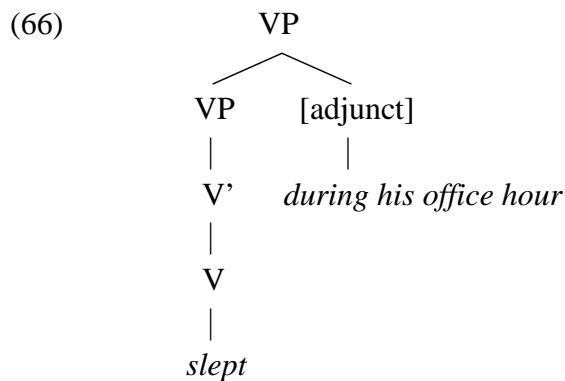 (66) VP
VP [adjunct]
V’ during his office hour
V
slept